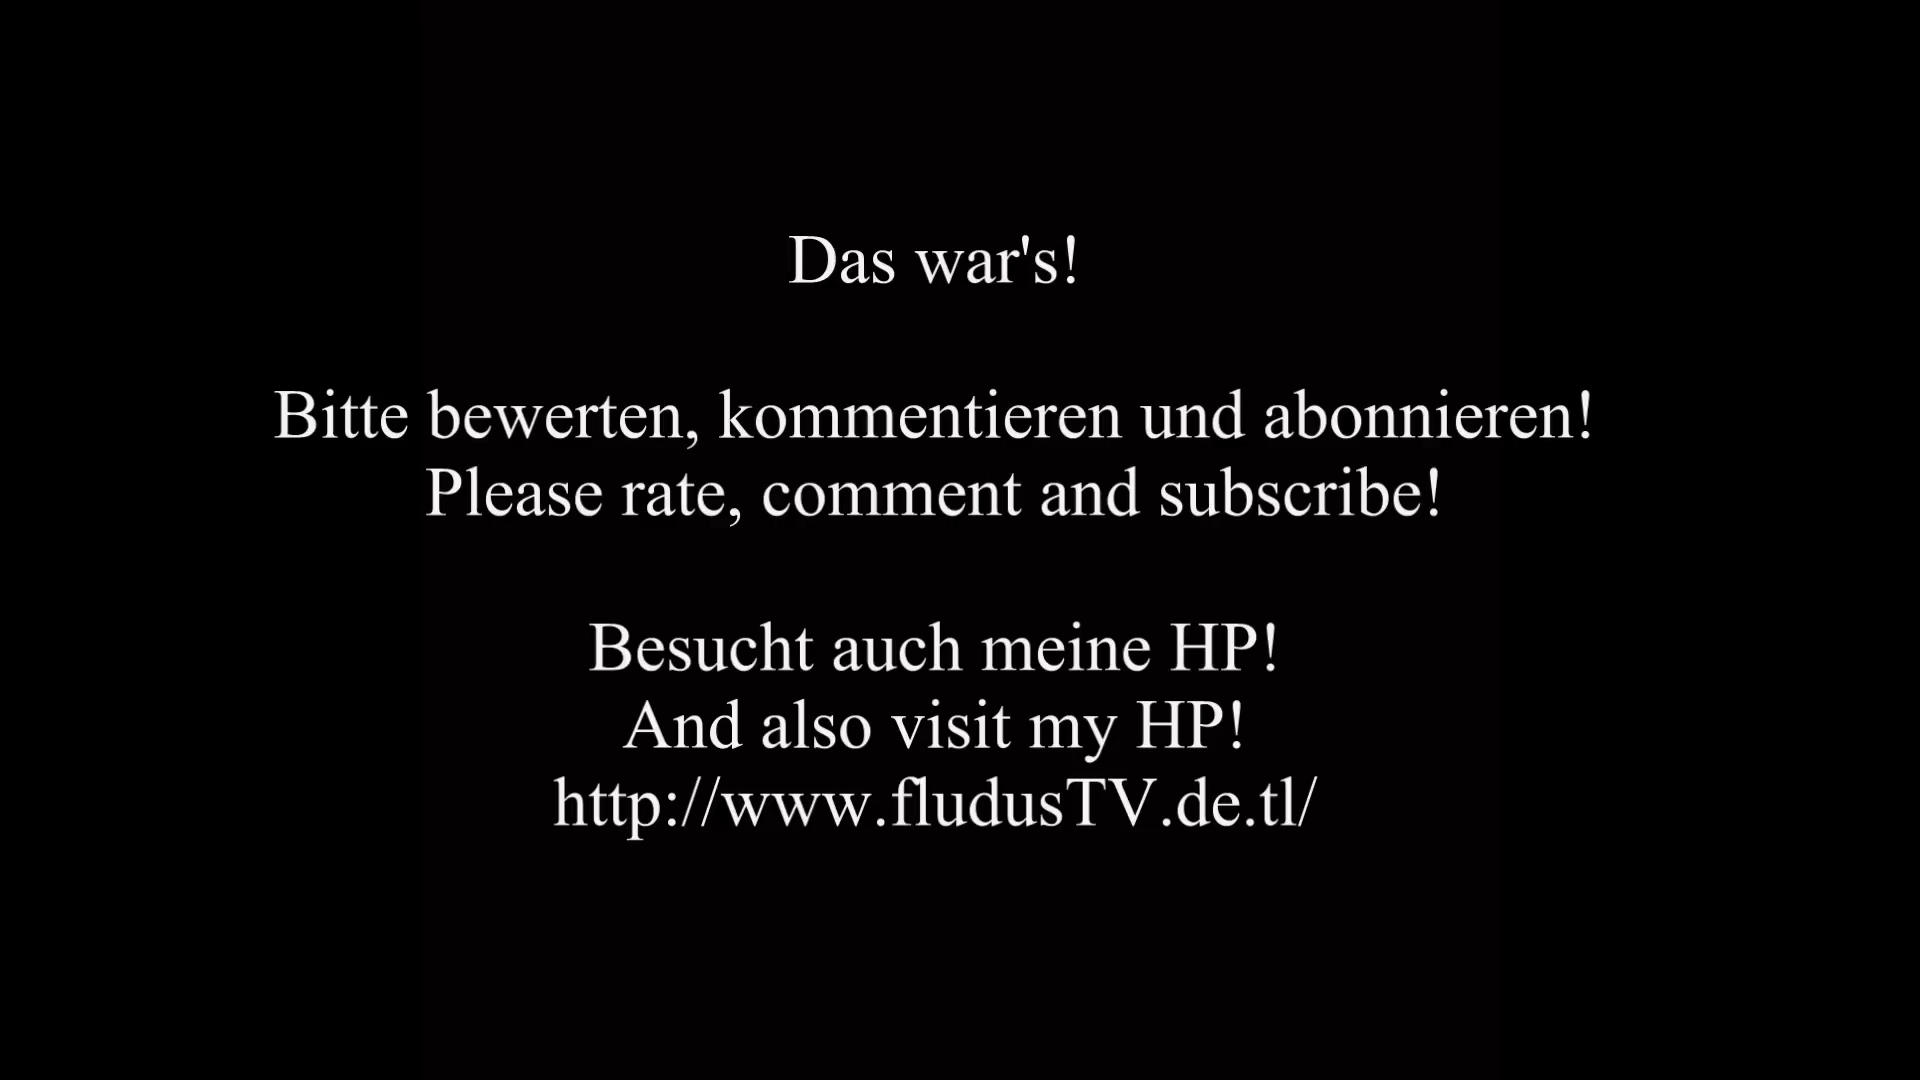 Das war's!
Bitte bewerten, kommentieren und abonnieren!
Please rate, comment and subscribe!
Besucht auch meine HP!
And also visit my HP!
http://www.fludusTV.de.tl/